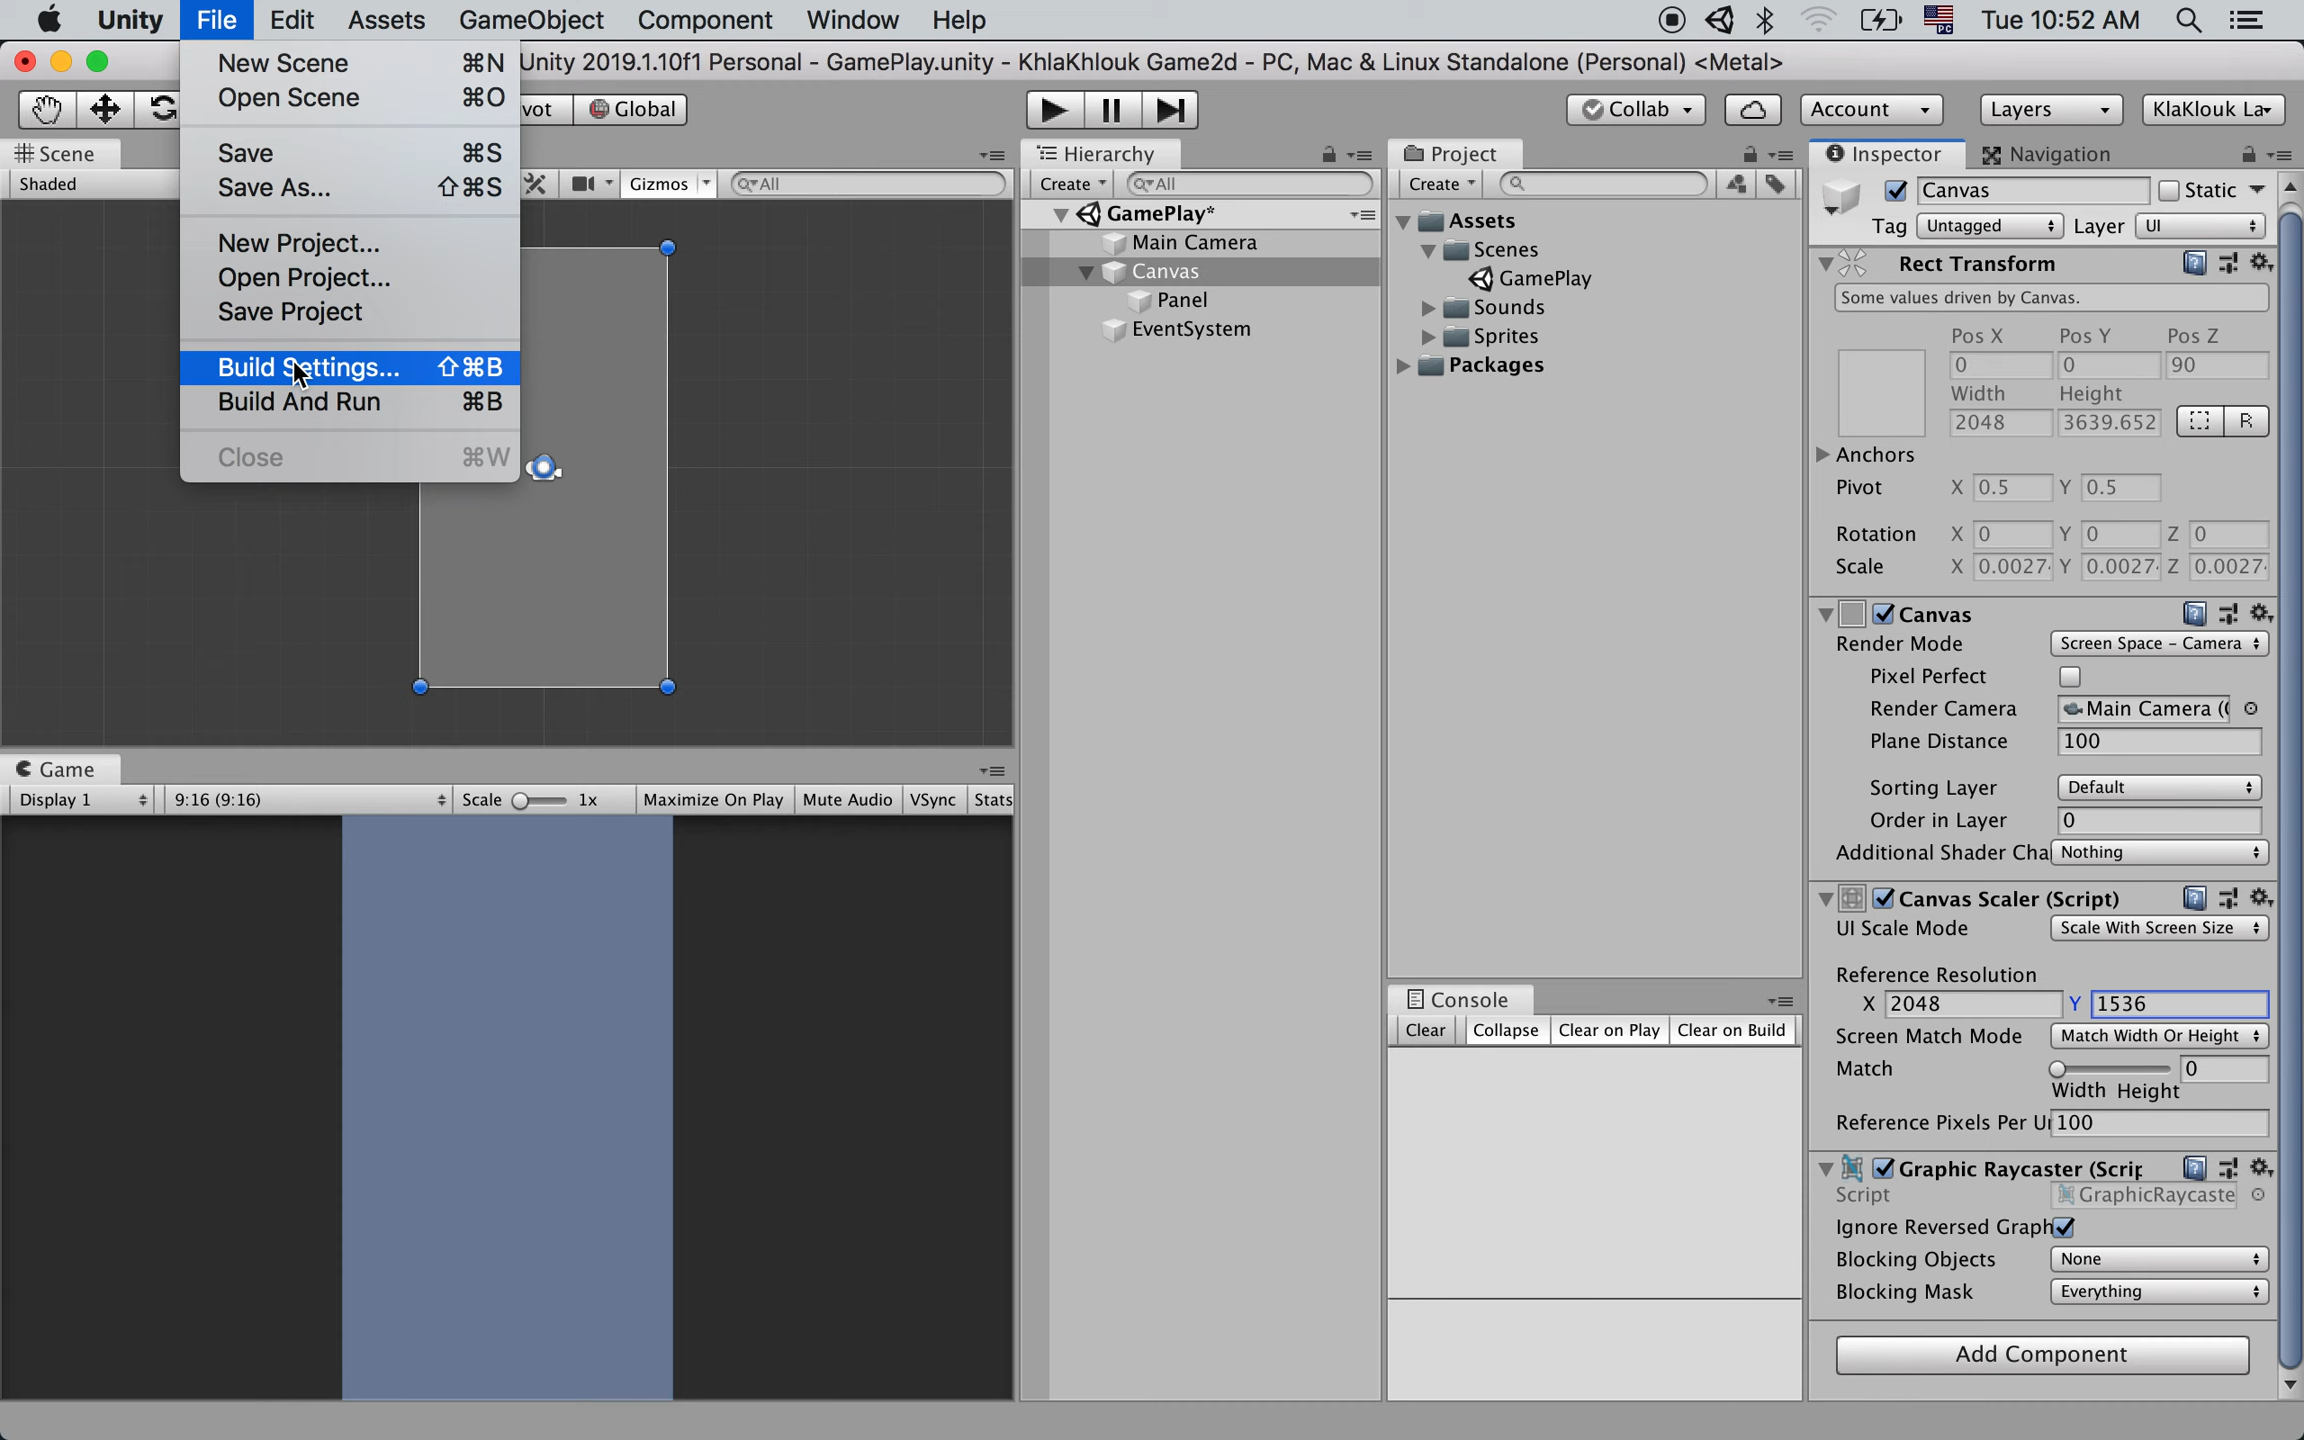 Unity File Edit Assets GameObject Component Window Help Tue 10:52 AM
Unity 2019.1.10f1 Personal - GamePlay.unity - KhlaKhlouk Game2d - PC, Mac & Linux Standalone (Personal) <Metal>
New Scene ⌘N
Open Scene ⌘O
Save ⌘S
Save As... ⇧⌘S
New Project...
Open Project...
Save Project
Build Settings... ⇧⌘B
Build And Run ⌘B
Close ⌘W
Global
Collab Account Layers
Scene
Shaded Gizmos All
Game
Display 1 9:16 (9:16) Scale 1x Maximize On Play Mute Audio VSync Stats
Hierarchy
Create All
GamePlay*
Main Camera
Canvas
Panel
EventSystem
Project
Create
Assets
Scenes
GamePlay
Sounds
Sprites
Packages
Console
Clear Collapse Clear on Play Clear on Build
Inspector Navigation
Canvas Static
Tag Untagged Layer UI
Rect Transform
Some values driven by Canvas.
Pos X Pos Y Pos Z
0 0 90
Width Height
2048 3639.652 R
Anchors
Pivot X 0.5 Y 0.5
Rotation X 0 Y 0 Z 0
Scale X 0.0027 Y 0.0027 Z 0.0027
Canvas
Render Mode Screen Space - Camera
Pixel Perfect
Render Camera Main Camera (
Plane Distance 100
Sorting Layer Default
Order in Layer 0
Additional Shader Cha Nothing
Canvas Scaler (Script)
UI Scale Mode Scale With Screen Size
Reference Resolution
X 2048 Y 1536
Screen Match Mode Match Width Or Height
Match 0
Width Height
Reference Pixels Per U 100
Graphic Raycaster (Scrip
Script GraphicRaycaste
Ignore Reversed Graph
Blocking Objects None
Blocking Mask Everything
Add Component